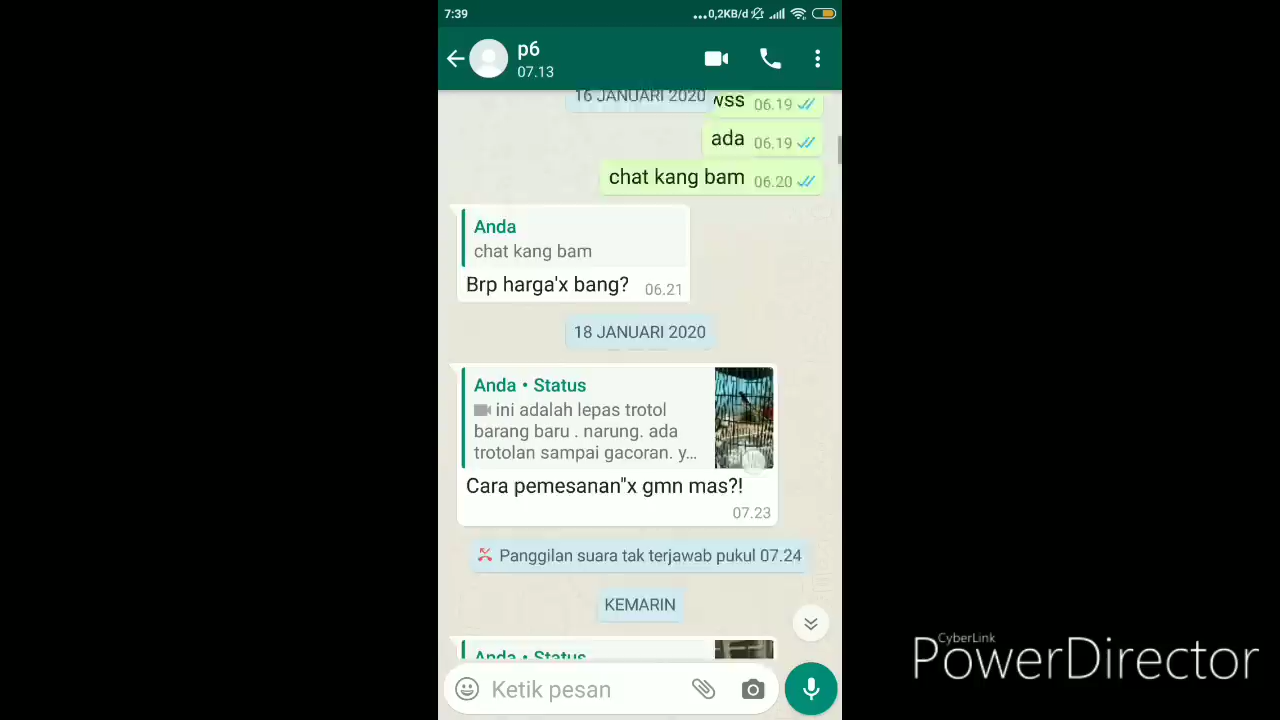 7:39
...0,2KB/d
p6
07.13
16 JANUARI 2020
wss 06.19
ada 06.19
chat kang bam 06.20
Anda
chat kang bam
Brp harga'x bang? 06.21
18 JANUARI 2020
Anda • Status
ini adalah lepas trotol
barang baru . narung. ada
trotolan sampai gacoran. y...
Cara pemesanan"x gmn mas?!
07.23
Panggilan suara tak terjawab pukul 07.24
KEMARIN
Anda • Status
Ketik pesan
CyberLink
PowerDirector